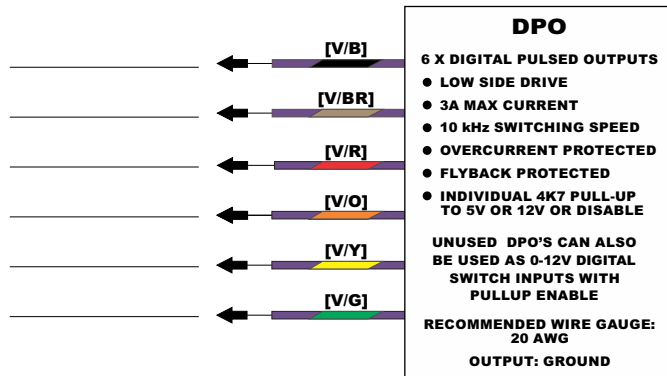 DPO
[V/B]
6 X DIGITAL PULSED OUTPUTS
● LOW SIDE DRIVE
[V/BR]
● 3A MAX CURRENT
● 10 kHz SWITCHING SPEED
[V/R]
● OVERCURRENT PROTECTED
● FLYBACK PROTECTED
[V/O]
● INDIVIDUAL 4K7 PULL-UP
TO 5V OR 12V OR DISABLE
[V/Y]
UNUSED DPO'S CAN ALSO
BE USED AS 0-12V DIGITAL
SWITCH INPUTS WITH
PULLUP ENABLE
[V/G]
RECOMMENDED WIRE GAUGE:
20 AWG
OUTPUT: GROUND